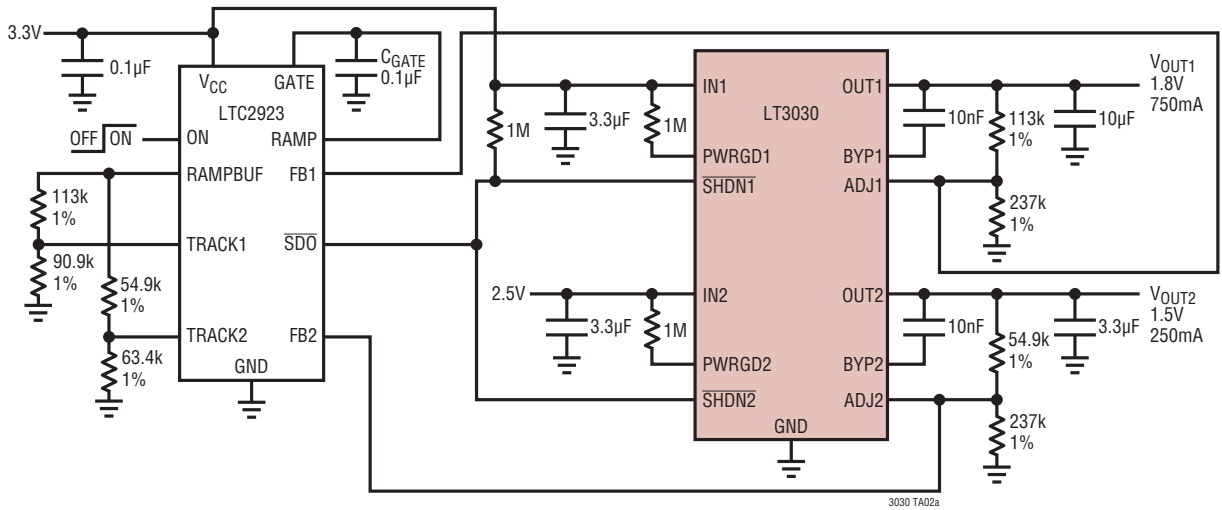 3.3V
0.1µF
VCC
GATE
CGATE
0.1µF
LTC2923
OFF
ON
ON
RAMP
RAMPBUF
FB1
113k
1%
TRACK1
SDO
90.9k
1%
54.9k
1%
TRACK2
FB2
63.4k
1%
GND
1M
3.3µF
1M
IN1
OUT1
LT3030
PWRGD1
BYP1
SHDN1
ADJ1
10nF
113k
1%
10µF
VOUT1
1.8V
750mA
237k
1%
2.5V
3.3µF
1M
IN2
OUT2
PWRGD2
BYP2
SHDN2
ADJ2
GND
10nF
54.9k
1%
3.3µF
VOUT2
1.5V
250mA
237k
1%
3030 TA02a